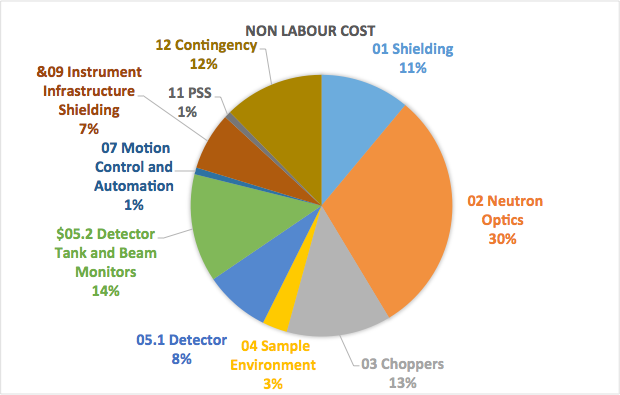 NON LABOUR COST
01 Shielding
11%
02 Neutron
Optics
30%
03 Choppers
13%
04 Sample
Environment
3%
05.1 Detector
8%
$05.2 Detector
Tank and Beam
Monitors
14%
07 Motion
Control and
Automation
1%
&09 Instrument
Infrastructure
Shielding
7%
11 PSS
1%
12 Contingency
12%